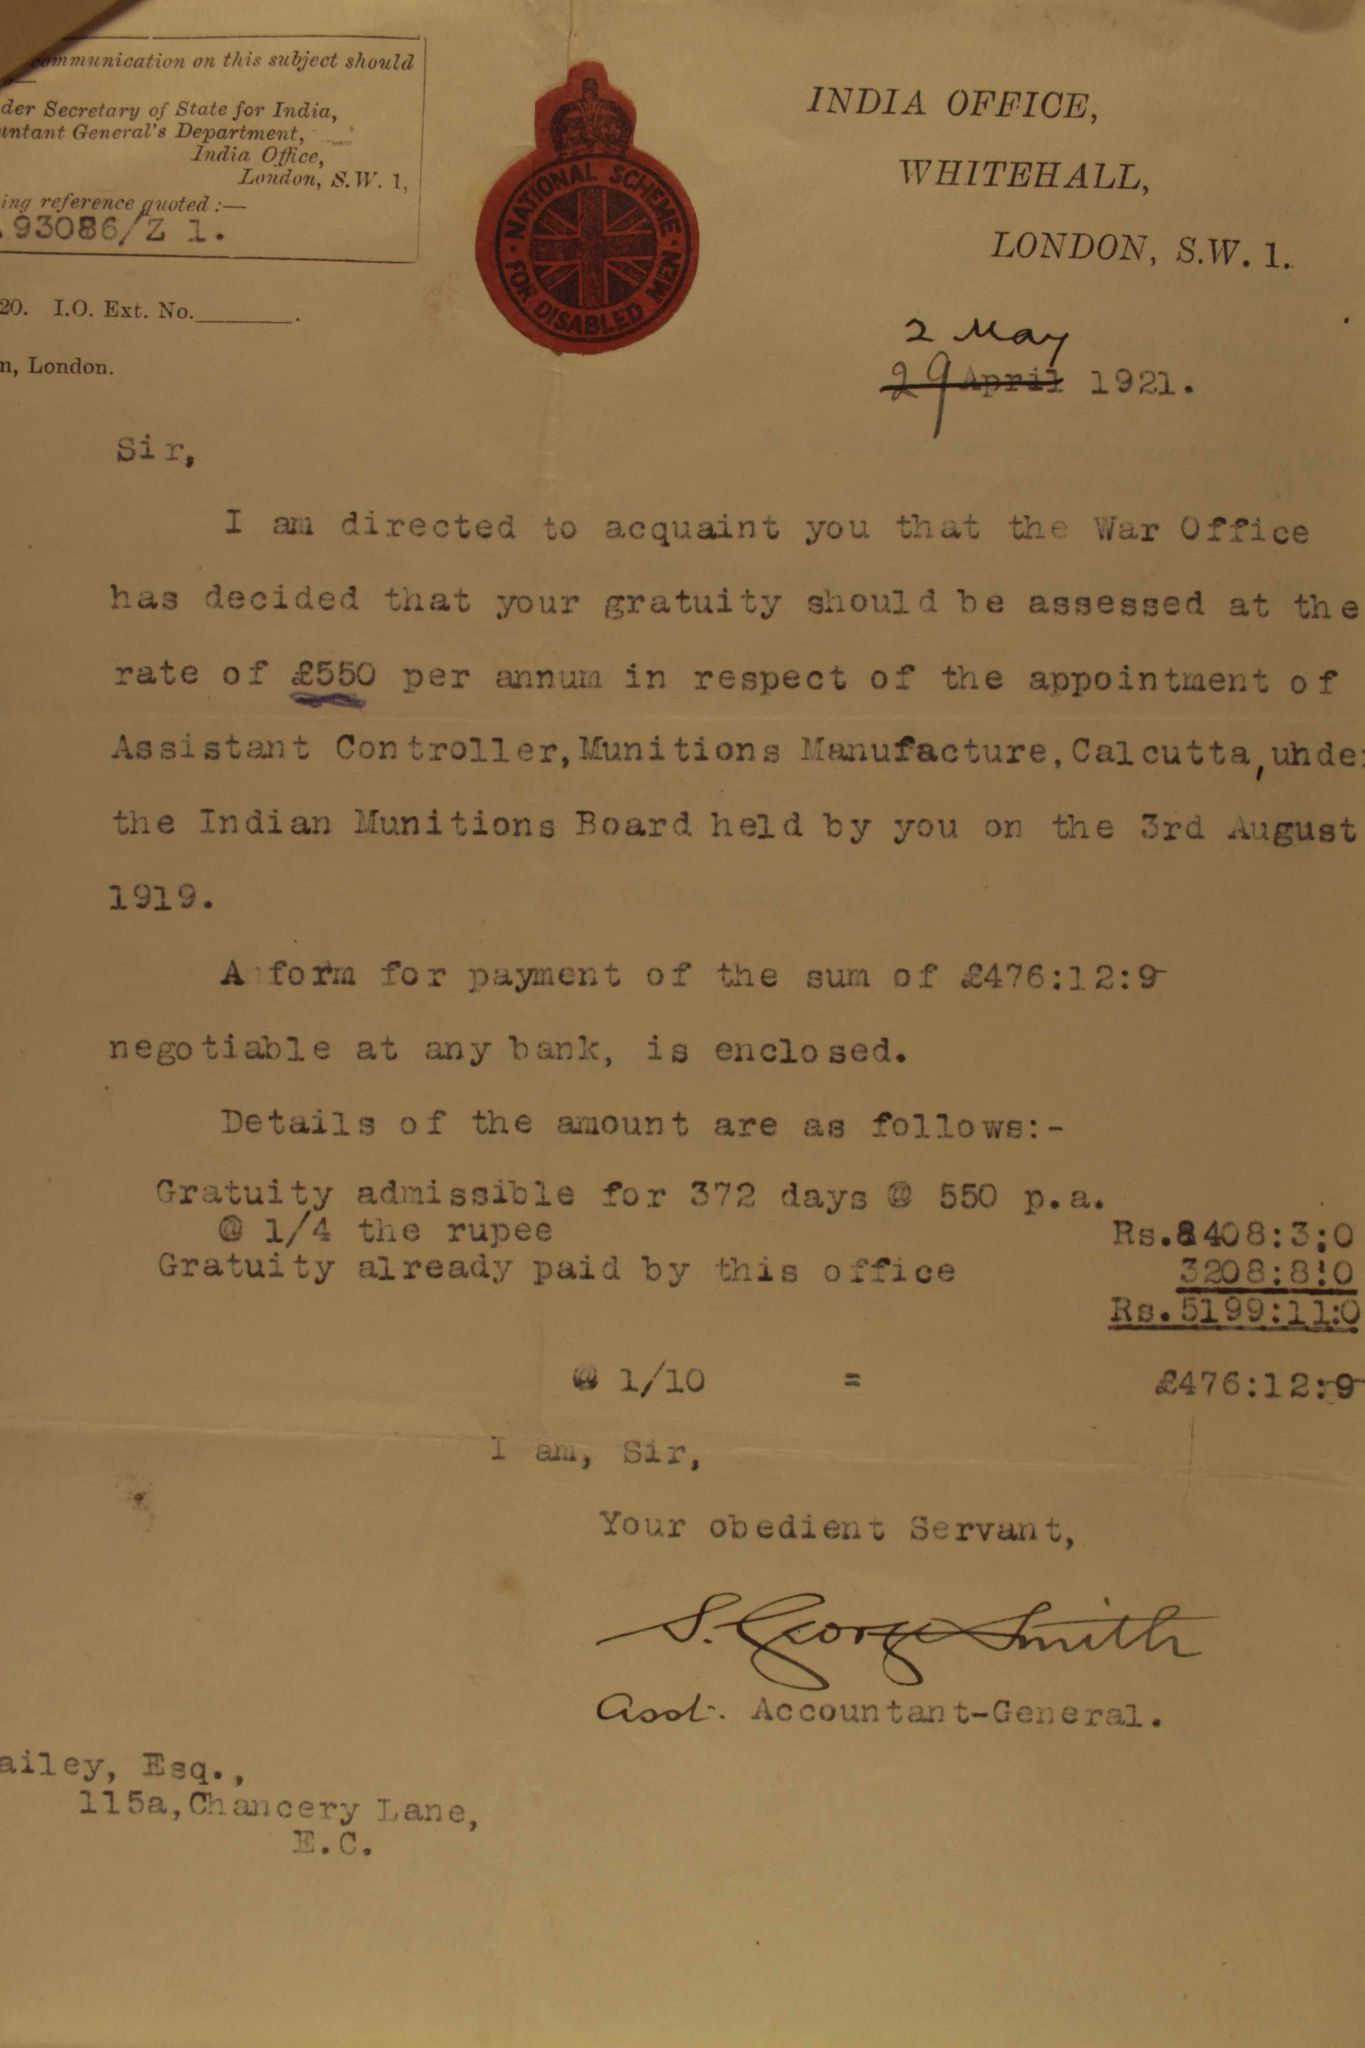 communication on this subject should
der Secretary of State for India,
untant General's Department,
India Office,
London, S.W. 1,
ing reference quoted :—
.93086/Z 1.
20. I.O. Ext. No.________.
n, London.
NATIONAL SCHEME
FOR DISABLED MEN
INDIA OFFICE,
WHITEHALL,
LONDON, S.W. 1.
2 May
29 April 1921.
Sir,
I am directed to acquaint you that the War Office
has decided that your gratuity should be assessed at the
rate of £550 per annum in respect of the appointment of
Assistant Controller, Munitions Manufacture, Calcutta, under
the Indian Munitions Board held by you on the 3rd August
1919.
A form for payment of the sum of £476:12:9
negotiable at any bank, is enclosed.
Details of the amount are as follows:-
Gratuity admissible for 372 days @ 550 p.a.
@ 1/4 the rupee Rs.8408:3:0
Gratuity already paid by this office 3208:8:0
Rs.5199:11:0
@ 1/10 = £476:12:9
I am, Sir,
Your obedient Servant,
S. George Smith
Asst. Accountant-General.
ailey, Esq.,
115a, Chancery Lane,
E.C.